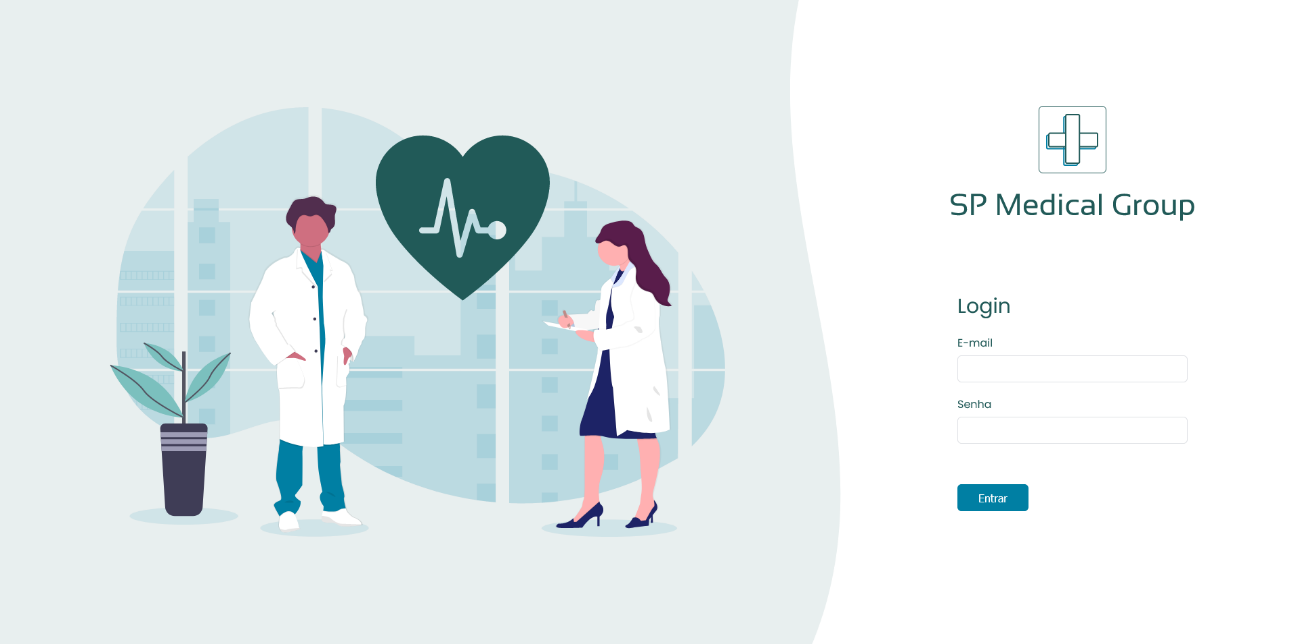 SP Medical Group
Login
E-mail
Senha
Entrar